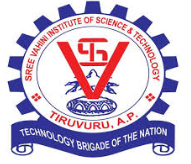 SREE VAHINI INSTITUTE OF SCIENCE & TECHNOLOGY
TIRUVURU, A.P.
TECHNOLOGY BRIGADE OF THE NATION